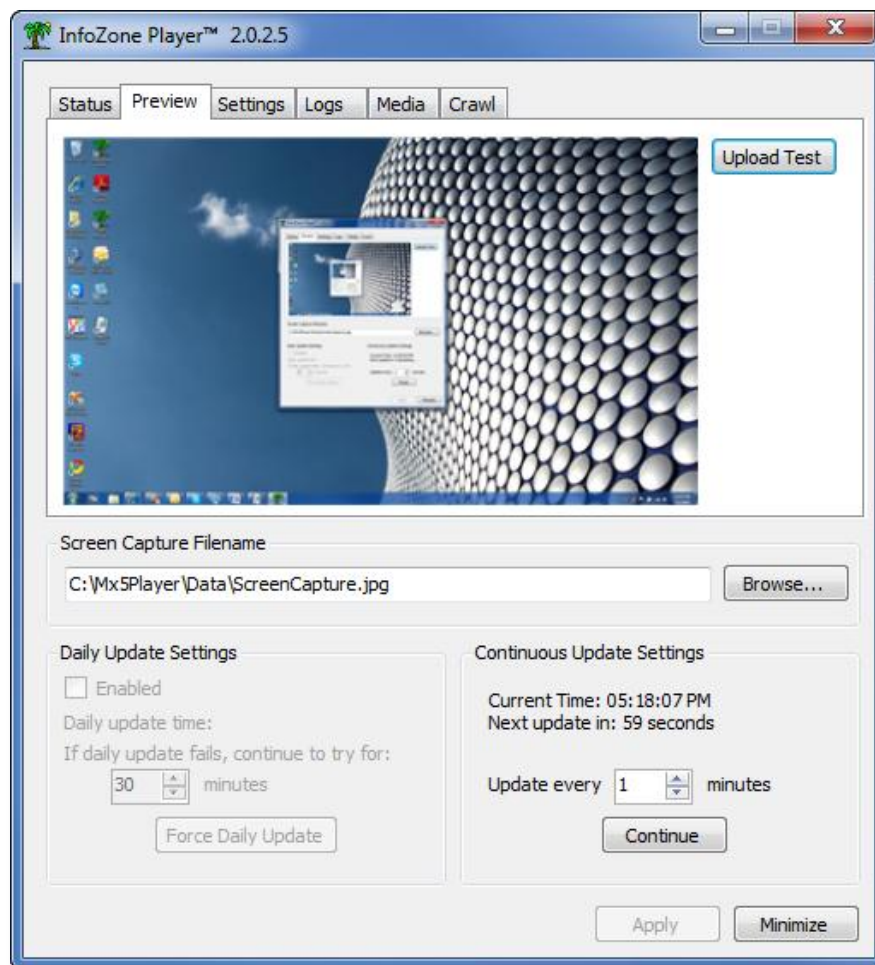 InfoZone Player™ 2.0.2.5
Status Preview Settings Logs Media Crawl
Upload Test
Screen Capture Filename
C:\Mx5Player\Data\ScreenCapture.jpg
Browse...
Daily Update Settings
Enabled
Daily update time:
If daily update fails, continue to try for:
30 minutes
Force Daily Update
Continuous Update Settings
Current Time: 05:18:07 PM
Next update in: 59 seconds
Update every 1 minutes
Continue
Apply
Minimize